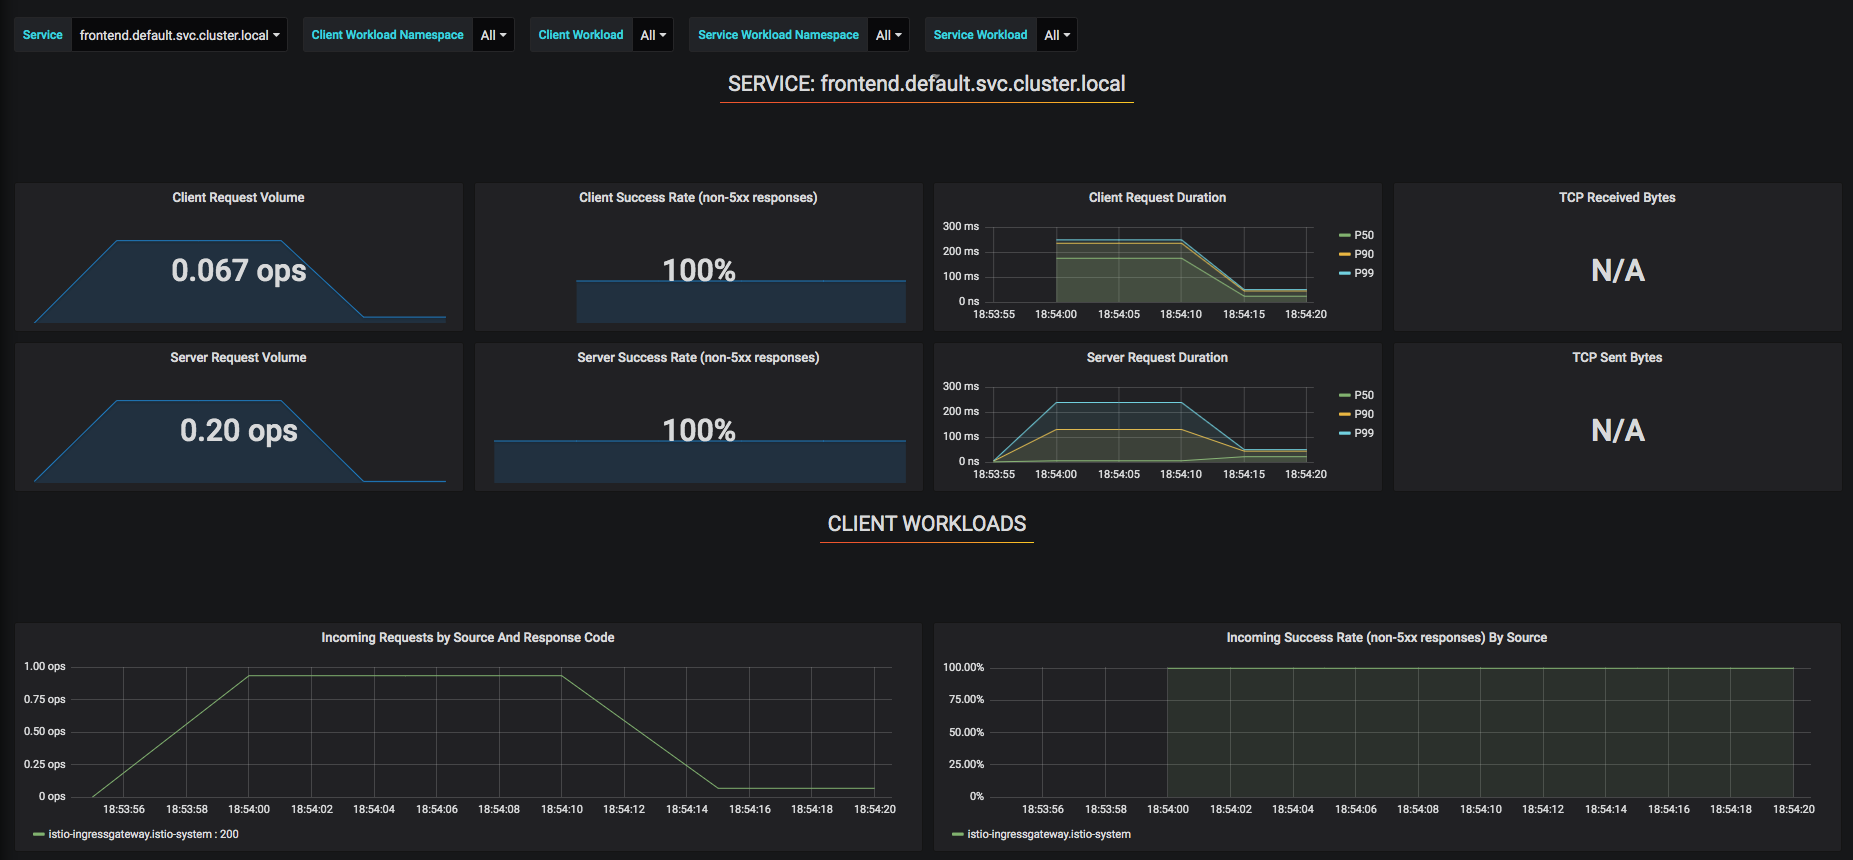 Service frontend.default.svc.cluster.local Client Workload Namespace All Client Workload All Service Workload Namespace All Service Workload All
SERVICE: frontend.default.svc.cluster.local
Client Request Volume
0.067 ops
Client Success Rate (non-5xx responses)
100%
Client Request Duration
300 ms
200 ms
100 ms
0 ns
18:53:55 18:54:00 18:54:05 18:54:10 18:54:15 18:54:20
P50
P90
P99
TCP Received Bytes
N/A
Server Request Volume
0.20 ops
Server Success Rate (non-5xx responses)
100%
Server Request Duration
300 ms
200 ms
100 ms
0 ns
18:53:55 18:54:00 18:54:05 18:54:10 18:54:15 18:54:20
P50
P90
P99
TCP Sent Bytes
N/A
CLIENT WORKLOADS
Incoming Requests by Source And Response Code
1.00 ops
0.75 ops
0.50 ops
0.25 ops
0 ops
18:53:56 18:53:58 18:54:00 18:54:02 18:54:04 18:54:06 18:54:08 18:54:10 18:54:12 18:54:14 18:54:16 18:54:18 18:54:20
istio-ingressgateway.istio-system : 200
Incoming Success Rate (non-5xx responses) By Source
100.00%
75.00%
50.00%
25.00%
0%
18:53:56 18:53:58 18:54:00 18:54:02 18:54:04 18:54:06 18:54:08 18:54:10 18:54:12 18:54:14 18:54:16 18:54:18 18:54:20
istio-ingressgateway.istio-system